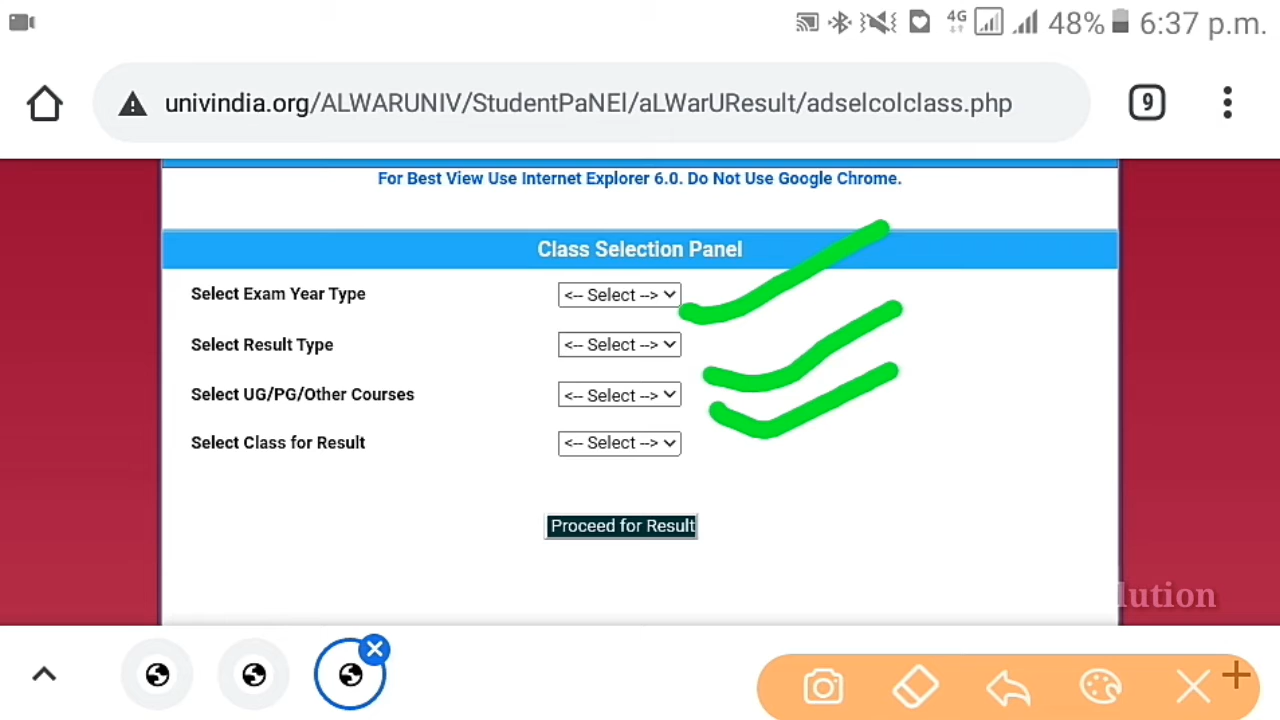 4G 48% 6:37 p.m.
univindia.org/ALWARUNIV/StudentPaNEl/aLWarUResult/adselcolclass.php 9
For Best View Use Internet Explorer 6.0. Do Not Use Google Chrome.
Class Selection Panel
Select Exam Year Type <-- Select -->
Select Result Type <-- Select -->
Select UG/PG/Other Courses <-- Select -->
Select Class for Result <-- Select -->
Proceed for Result
lution